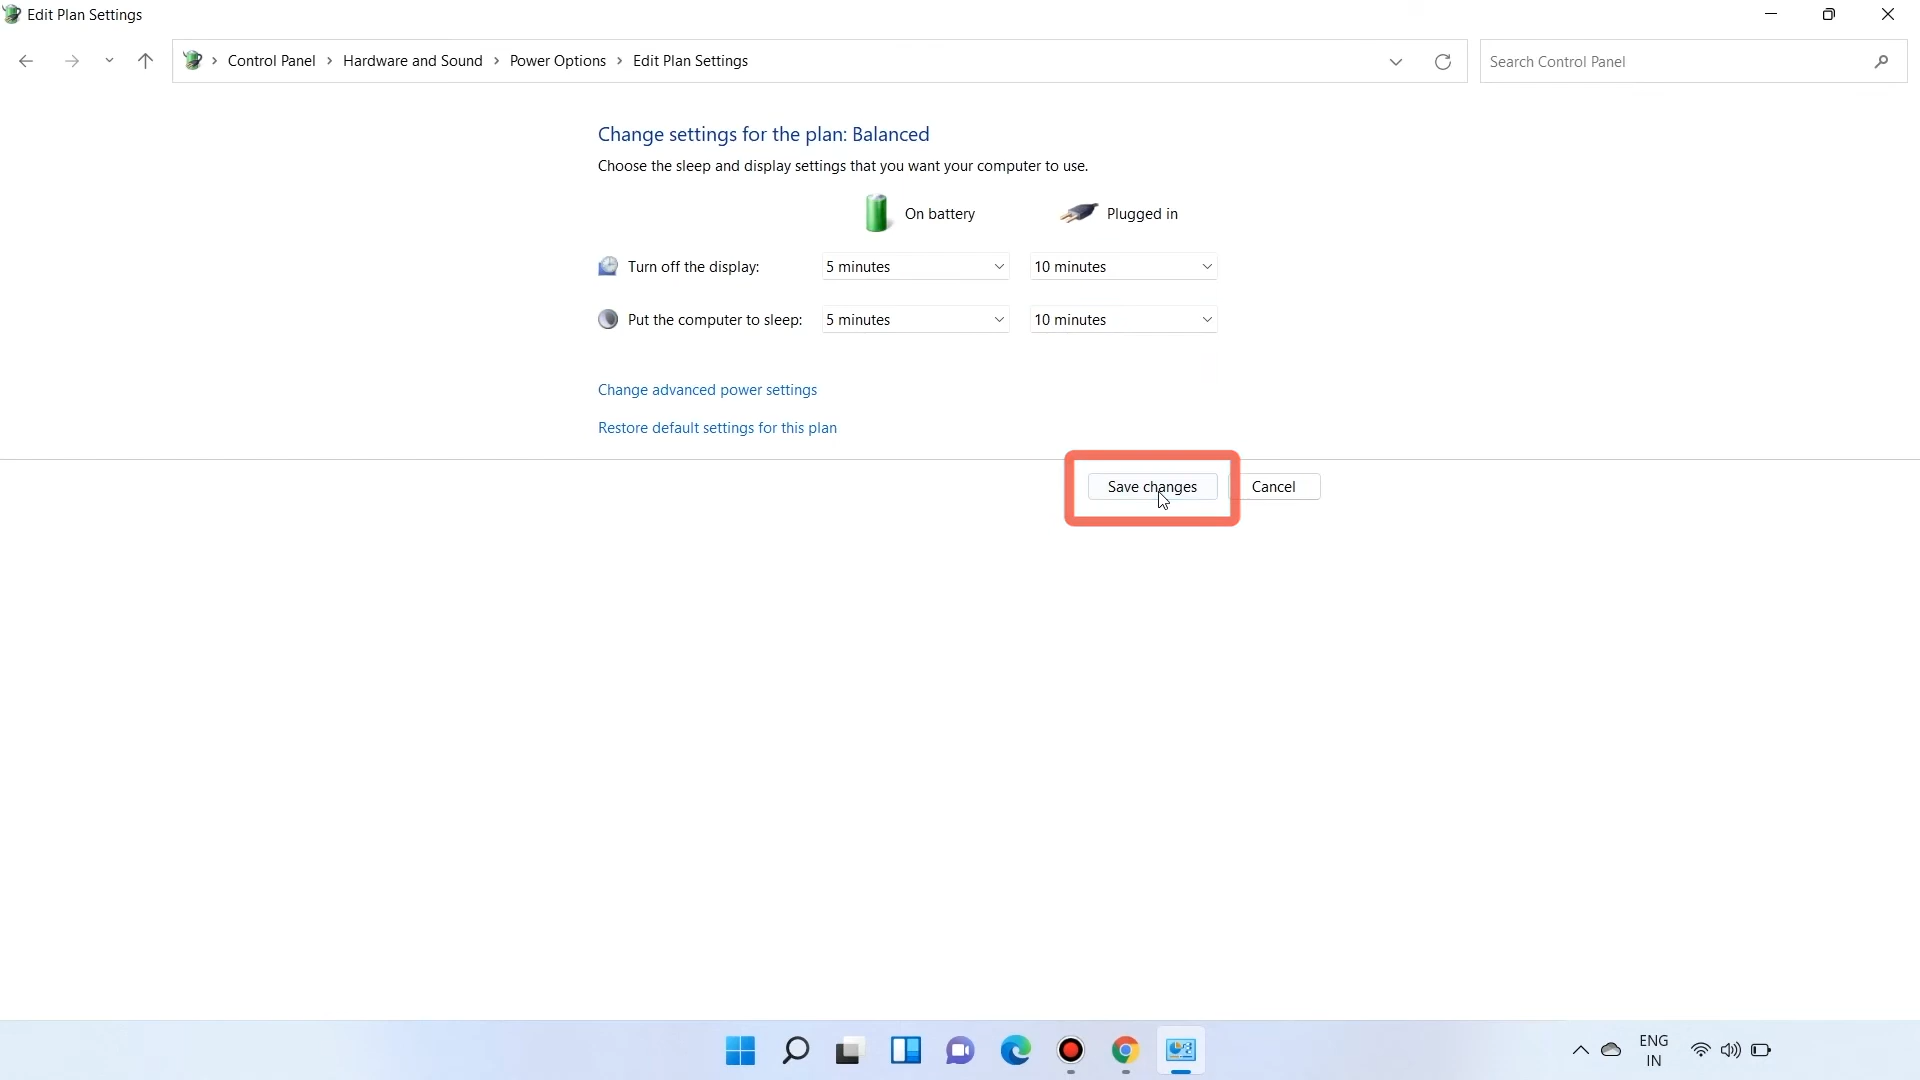 Edit Plan Settings
Control Panel > Hardware and Sound > Power Options > Edit Plan Settings
Search Control Panel
Change settings for the plan: Balanced
Choose the sleep and display settings that you want your computer to use.
On battery
Plugged in
Turn off the display:
5 minutes
10 minutes
Put the computer to sleep:
5 minutes
10 minutes
Change advanced power settings
Restore default settings for this plan
Save changes
Cancel
ENG
IN